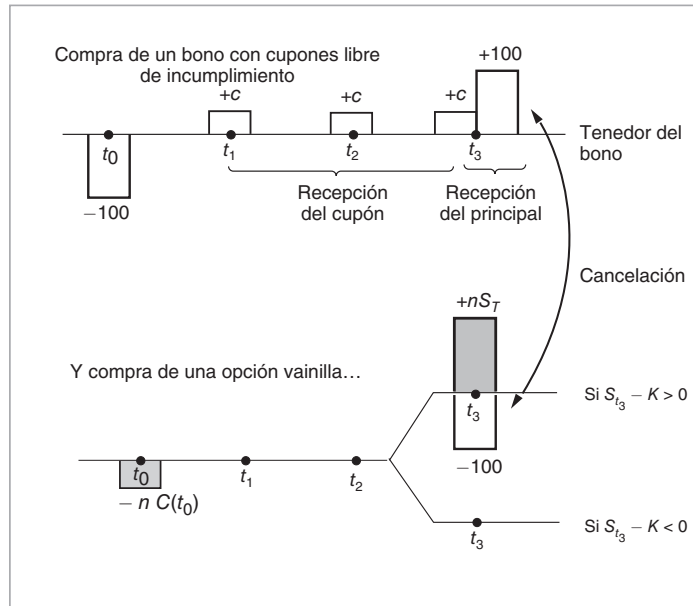 Compra de un bono con cupones libre
de incumplimiento
+100
+c
+c
+c
t0
t1
t2
t3
Tenedor del
bono
−100
Recepción
del cupón
Recepción
del principal
Cancelación
+nST
Y compra de una opción vainilla…
t3
Si St3 − K > 0
−100
t0
t1
t2
− n C(t0)
t3
Si St3 − K < 0